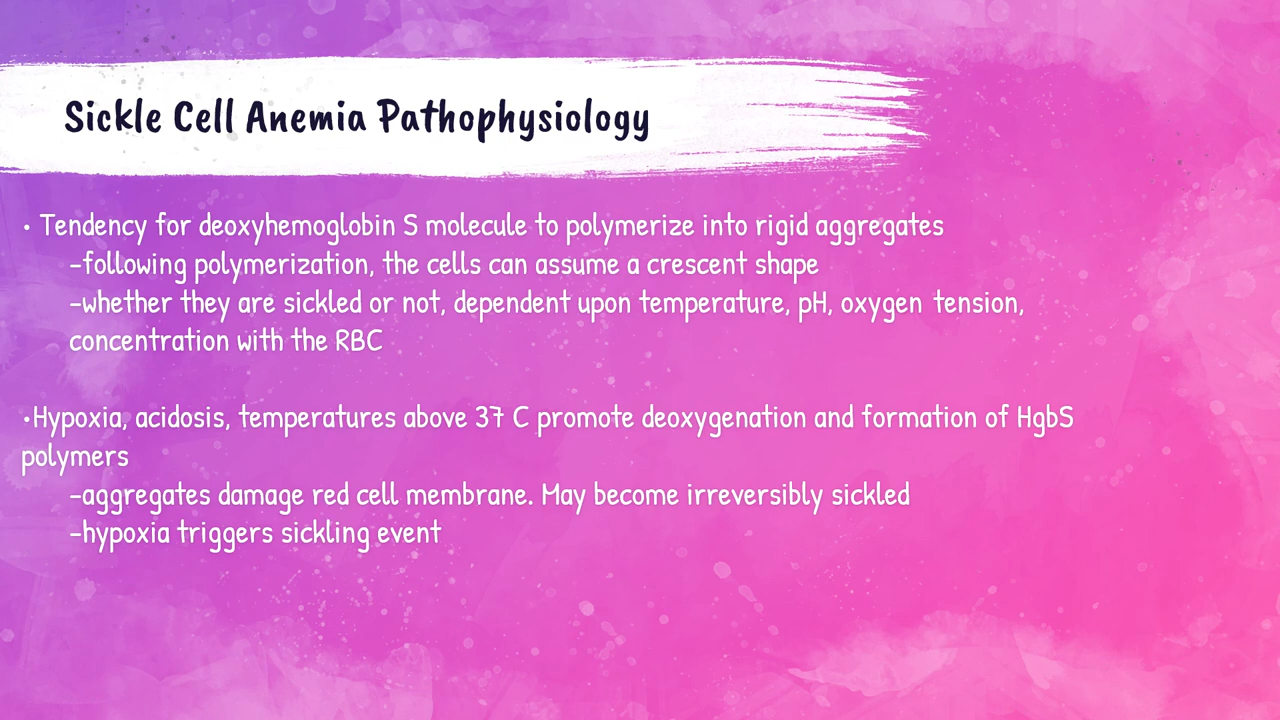 Sickle Cell Anemia Pathophysiology
• Tendency for deoxyhemoglobin S molecule to polymerize into rigid aggregates
-following polymerization, the cells can assume a crescent shape
-whether they are sickled or not, dependent upon temperature, pH, oxygen tension,
concentration with the RBC
•Hypoxia, acidosis, temperatures above 37 C promote deoxygenation and formation of HgbS
polymers
-aggregates damage red cell membrane. May become irreversibly sickled
-hypoxia triggers sickling event